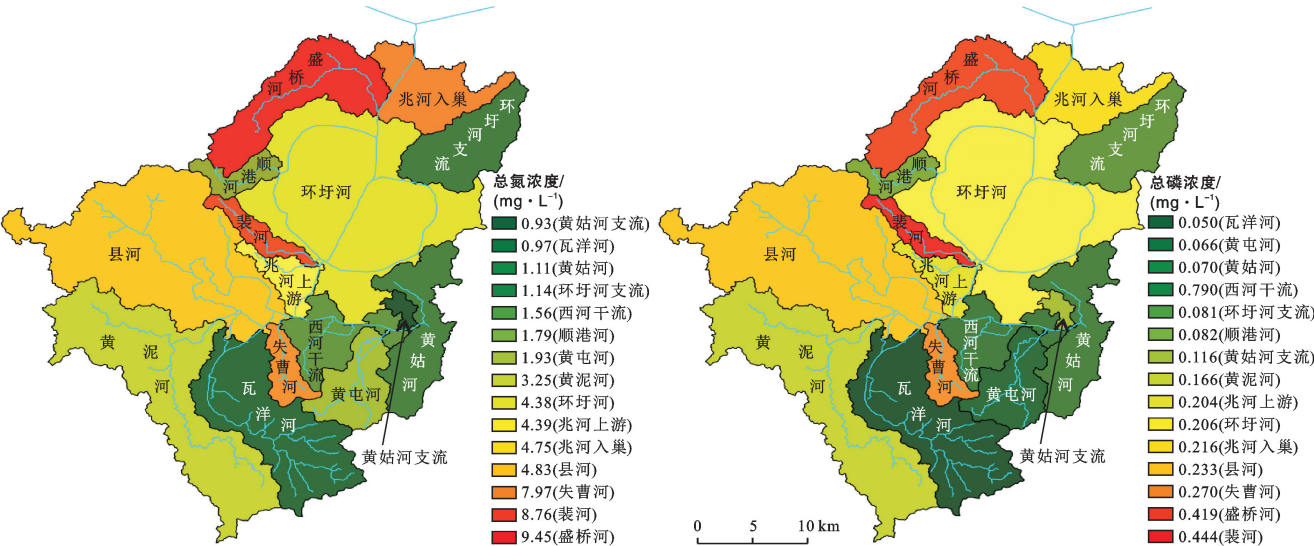 盛桥河
兆河入巢
环圩河支流
顺港河
环圩河
裴河
县河
兆河上游
黄泥河
西河干流
失曹河
瓦洋河
黄屯河
黄姑河
黄姑河支流
总氮浓度/
(mg·L⁻¹)
0.93(黄姑河支流)
0.97(瓦洋河)
1.11(黄姑河)
1.14(环圩河支流)
1.56(西河干流)
1.79(顺港河)
1.93(黄屯河)
3.25(黄泥河)
4.38(环圩河)
4.39(兆河上游)
4.75(兆河入巢)
4.83(县河)
7.97(失曹河)
8.76(裴河)
9.45(盛桥河)
盛桥河
兆河入巢
环圩河支流
顺港河
环圩河
裴河
县河
兆河上游
黄泥河
西河干流
失曹河
瓦洋河
黄屯河
黄姑河
黄姑河支流
0 5 10 km
总磷浓度/
(mg·L⁻¹)
0.050(瓦洋河)
0.066(黄屯河)
0.070(黄姑河)
0.790(西河干流)
0.081(环圩河支流)
0.082(顺港河)
0.116(黄姑河支流)
0.166(黄泥河)
0.204(兆河上游)
0.206(环圩河)
0.216(兆河入巢)
0.233(县河)
0.270(失曹河)
0.419(盛桥河)
0.444(裴河)